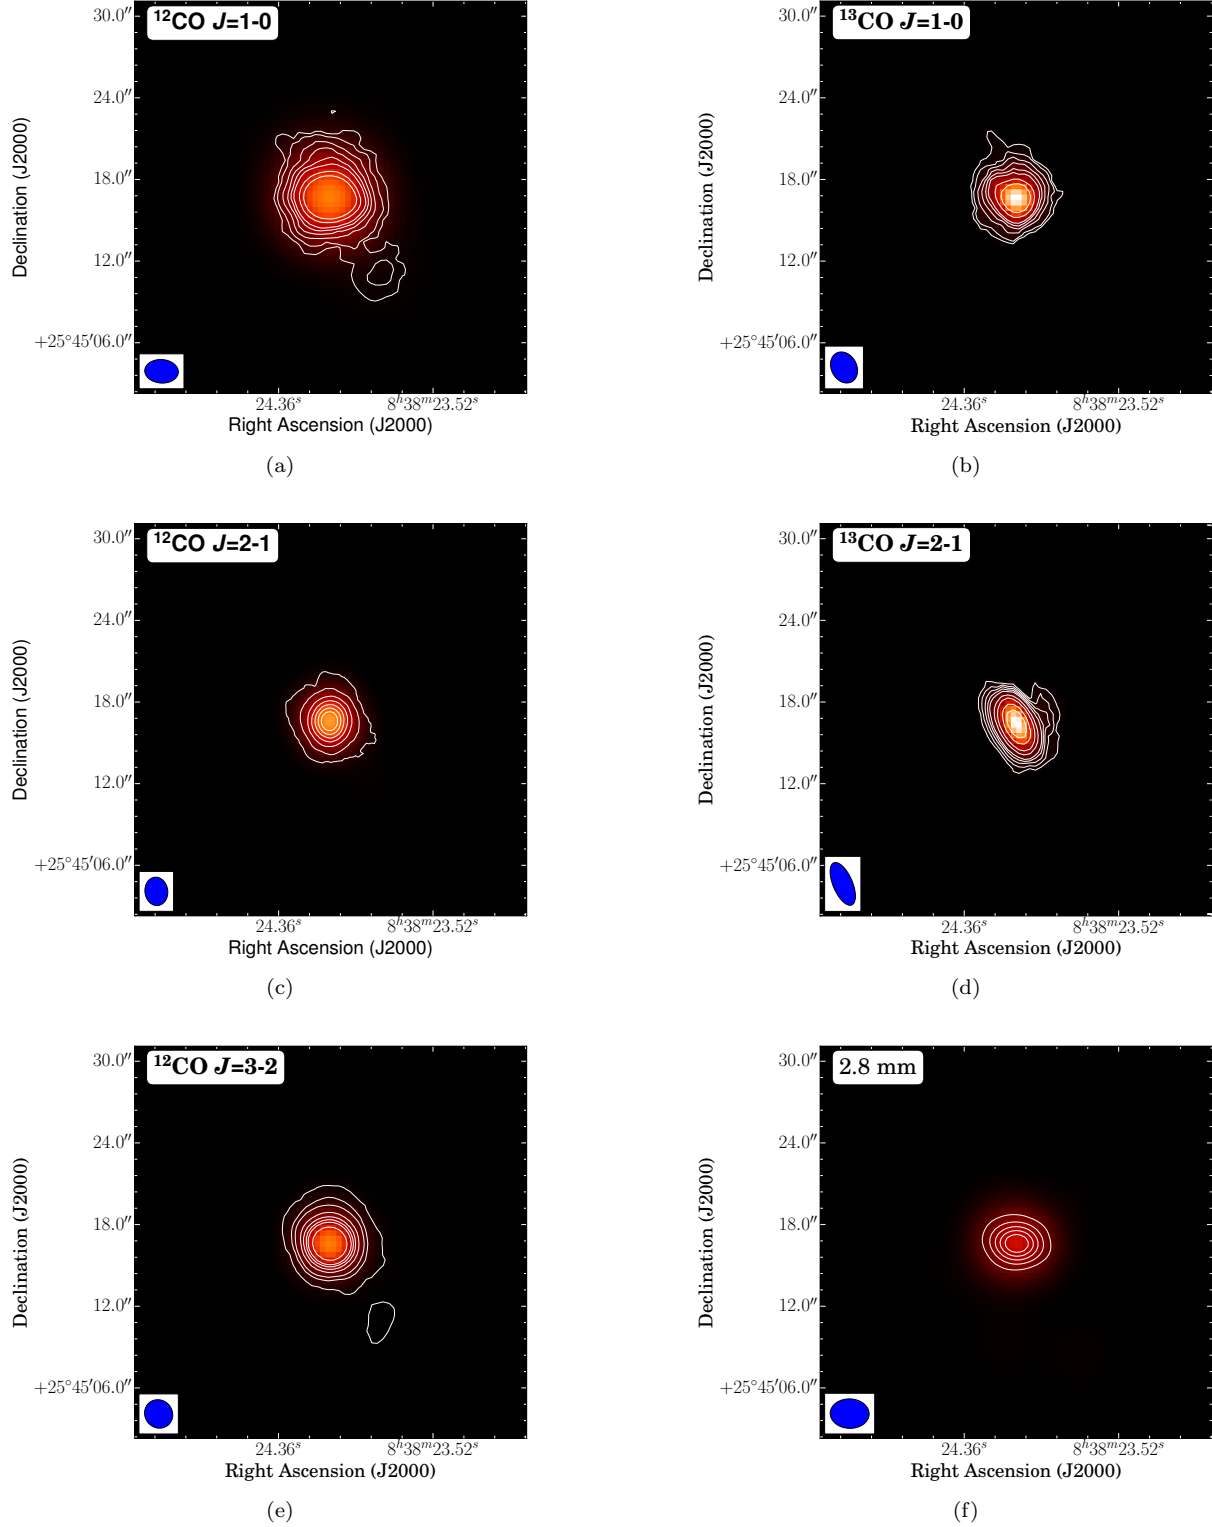 ¹²CO J=1-0
30.0″
24.0″
18.0″
12.0″
+25°45′06.0″
Declination (J2000)
24.36ˢ 8ʰ38ᵐ23.52ˢ
Right Ascension (J2000)
(a)
¹³CO J=1-0
30.0″
24.0″
18.0″
12.0″
+25°45′06.0″
Declination (J2000)
24.36ˢ 8ʰ38ᵐ23.52ˢ
Right Ascension (J2000)
(b)
¹²CO J=2-1
30.0″
24.0″
18.0″
12.0″
+25°45′06.0″
Declination (J2000)
24.36ˢ 8ʰ38ᵐ23.52ˢ
Right Ascension (J2000)
(c)
¹³CO J=2-1
30.0″
24.0″
18.0″
12.0″
+25°45′06.0″
Declination (J2000)
24.36ˢ 8ʰ38ᵐ23.52ˢ
Right Ascension (J2000)
(d)
¹²CO J=3-2
30.0″
24.0″
18.0″
12.0″
+25°45′06.0″
Declination (J2000)
24.36ˢ 8ʰ38ᵐ23.52ˢ
Right Ascension (J2000)
(e)
2.8 mm
30.0″
24.0″
18.0″
12.0″
+25°45′06.0″
Declination (J2000)
24.36ˢ 8ʰ38ᵐ23.52ˢ
Right Ascension (J2000)
(f)